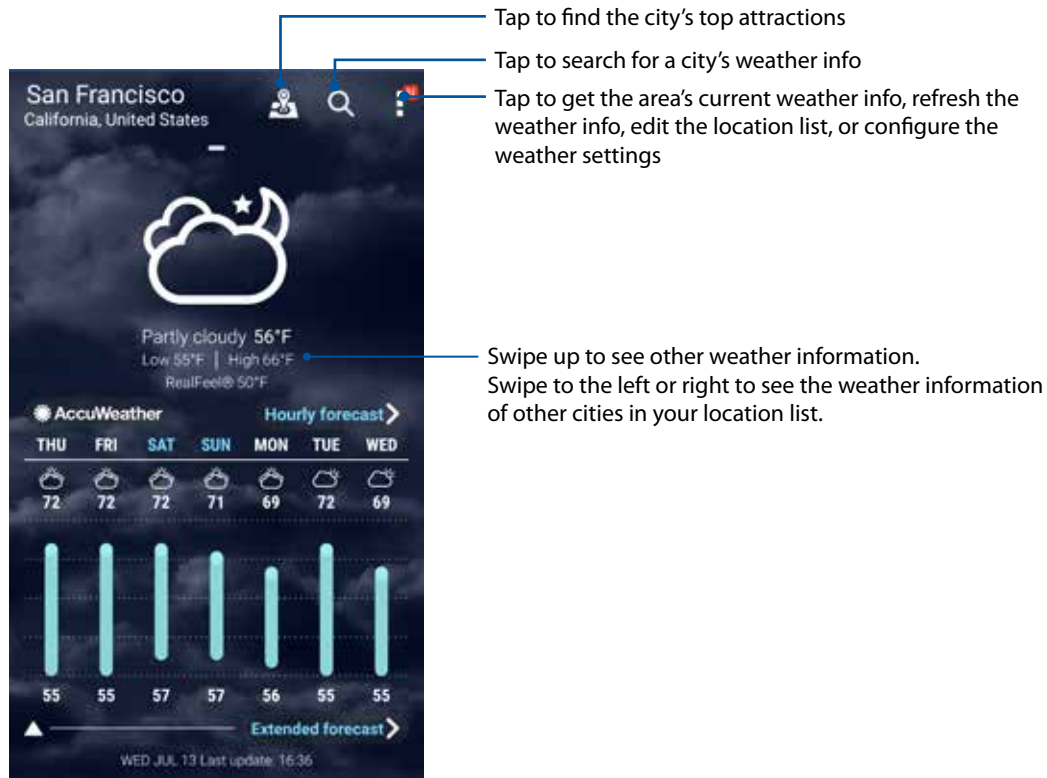 Tap to find the city's top attractions
Tap to search for a city's weather info
Tap to get the area's current weather info, refresh the
weather info, edit the location list, or configure the
weather settings
San Francisco
California, United States
Partly cloudy 56°F
Low 55°F | High 66°F
RealFeel® 50°F
Swipe up to see other weather information.
Swipe to the left or right to see the weather information
of other cities in your location list.
AccuWeather Hourly forecast
THU FRI SAT SUN MON TUE WED
72 72 72 71 69 72 69
55 55 57 57 56 55 55
Extended forecast
WED JUL 13 Last update: 16:36